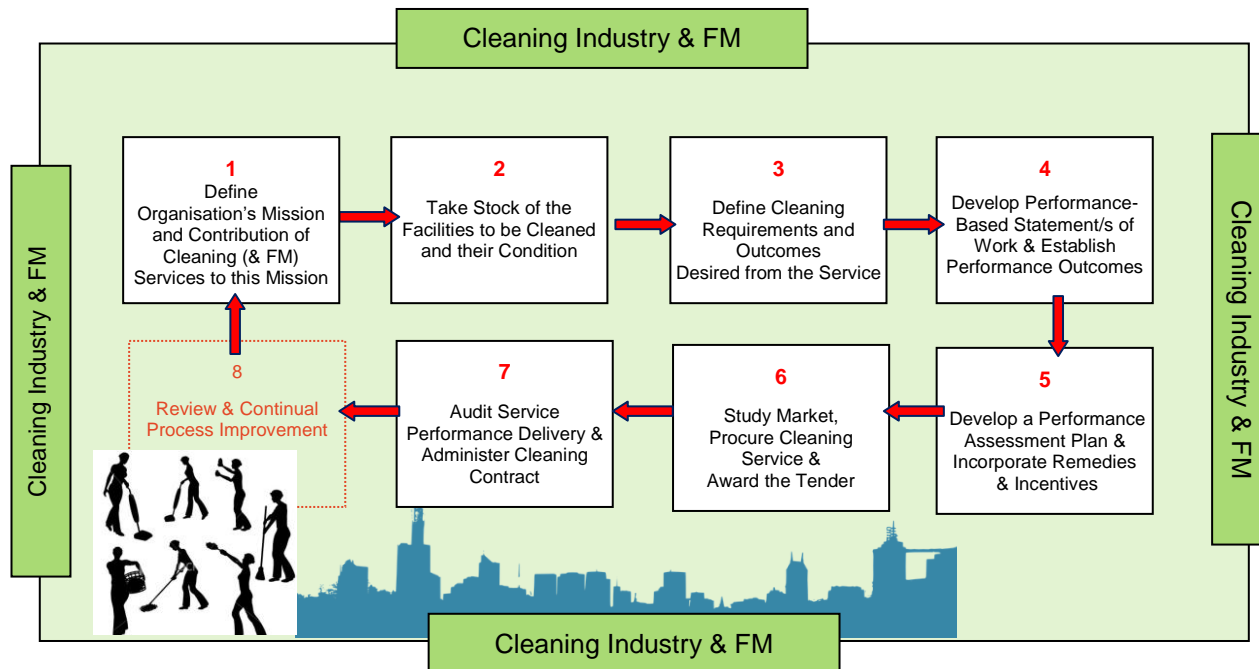 Cleaning Industry & FM
Cleaning Industry & FM
1
Define
Organisation’s Mission
and Contribution of
Cleaning (& FM)
Services to this Mission
2
Take Stock of the
Facilities to be Cleaned
and their Condition
3
Define Cleaning
Requirements and
Outcomes
Desired from the Service
4
Develop Performance-
Based Statement/s of
Work & Establish
Performance Outcomes
Cleaning Industry & FM
8
Review & Continual
Process Improvement
7
Audit Service
Performance Delivery &
Administer Cleaning
Contract
6
Study Market,
Procure Cleaning
Service &
Award the Tender
5
Develop a Performance
Assessment Plan &
Incorporate Remedies
& Incentives
Cleaning Industry & FM